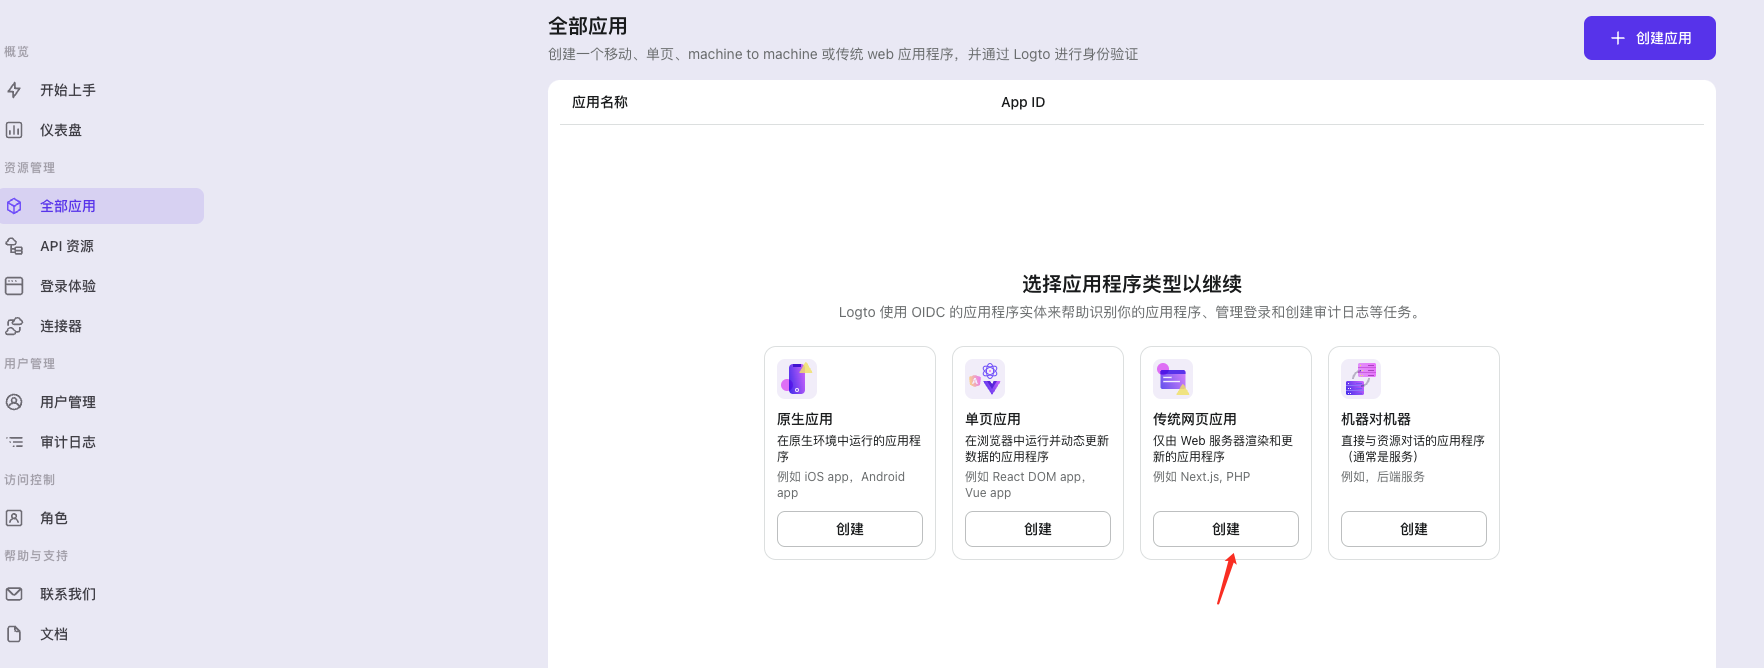 概览
开始上手
仪表盘
资源管理
全部应用
API 资源
登录体验
连接器
用户管理
用户管理
审计日志
访问控制
角色
帮助与支持
联系我们
文档
全部应用
创建一个移动、单页、machine to machine 或传统 web 应用程序，并通过 Logto 进行身份验证
创建应用
应用名称
App ID
选择应用程序类型以继续
Logto 使用 OIDC 的应用程序实体来帮助识别你的应用程序、管理登录和创建审计日志等任务。
原生应用
在原生环境中运行的应用程
序
例如 iOS app，Android
app
创建
单页应用
在浏览器中运行并动态更新
数据的应用程序
例如 React DOM app，
Vue app
创建
传统网页应用
仅由 Web 服务器渲染和更
新的应用程序
例如 Next.js, PHP
创建
机器对机器
直接与资源对话的应用程序
（通常是服务）
例如，后端服务
创建